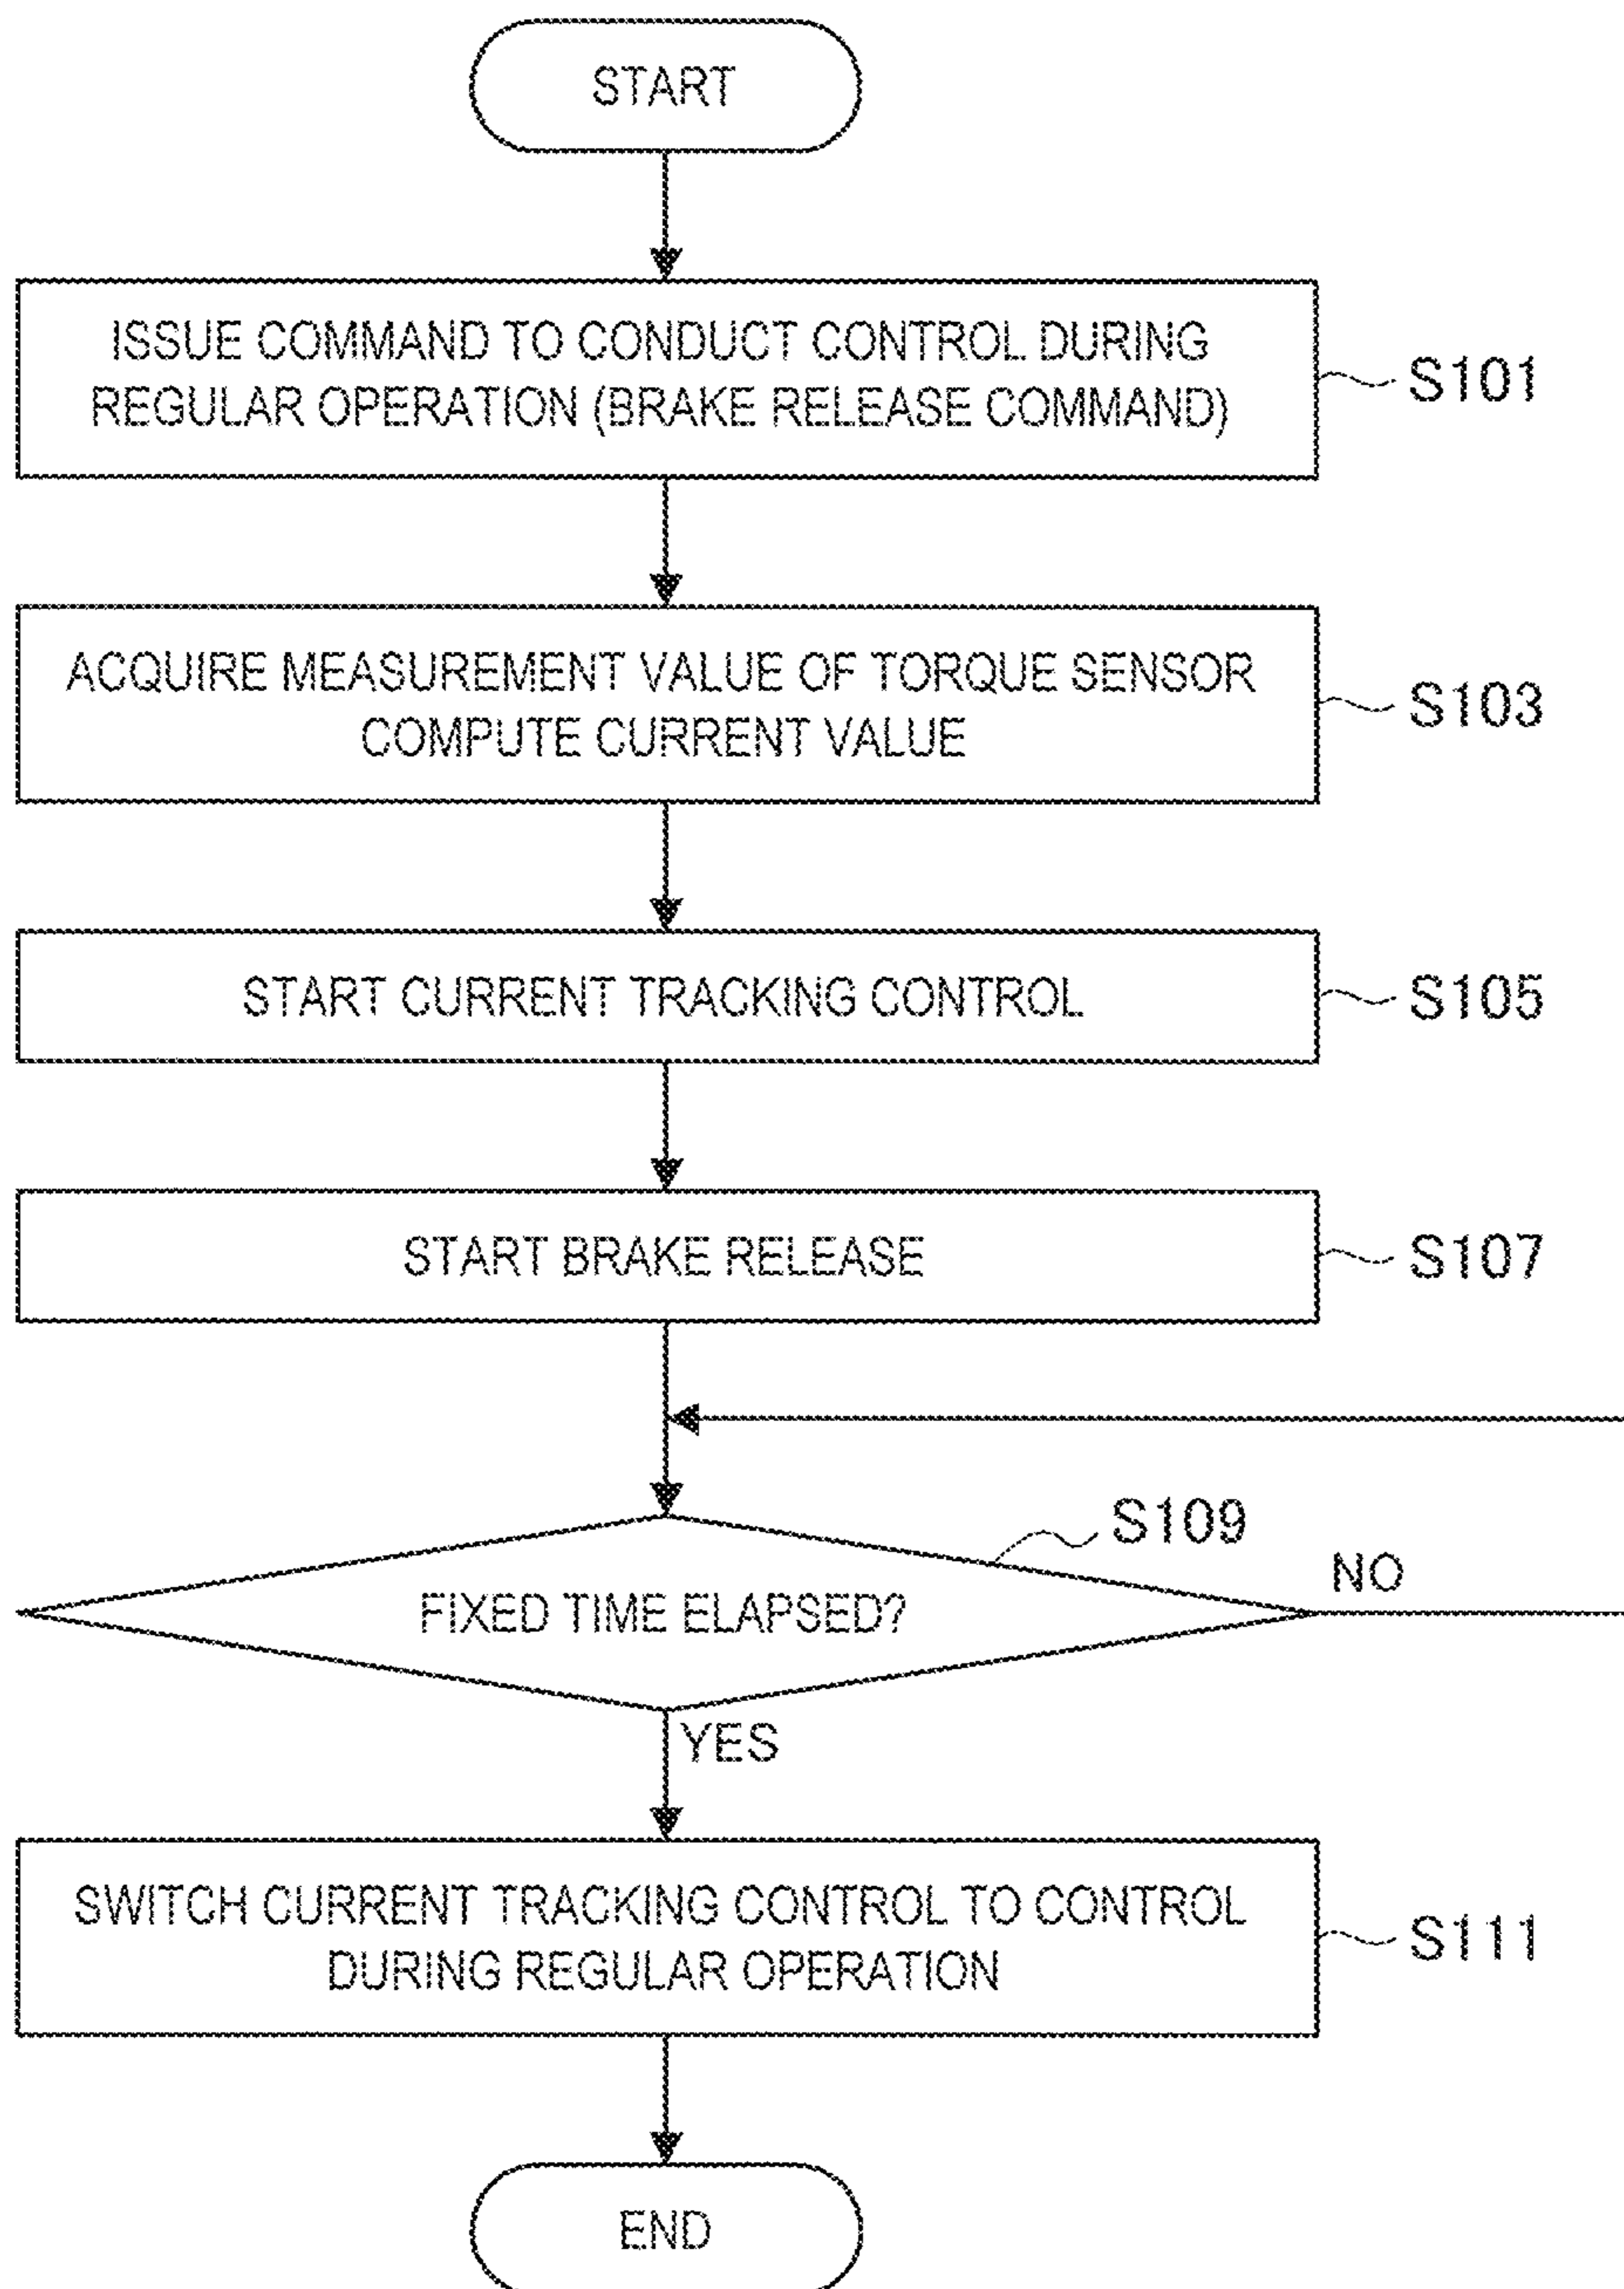 START
ISSUE COMMAND TO CONDUCT CONTROL DURING
REGULAR OPERATION (BRAKE RELEASE COMMAND)
S101
ACQUIRE MEASUREMENT VALUE OF TORQUE SENSOR
COMPUTE CURRENT VALUE
S103
START CURRENT TRACKING CONTROL
S105
START BRAKE RELEASE
S107
S109
FIXED TIME ELAPSED?
NO
YES
SWITCH CURRENT TRACKING CONTROL TO CONTROL
DURING REGULAR OPERATION
S111
END